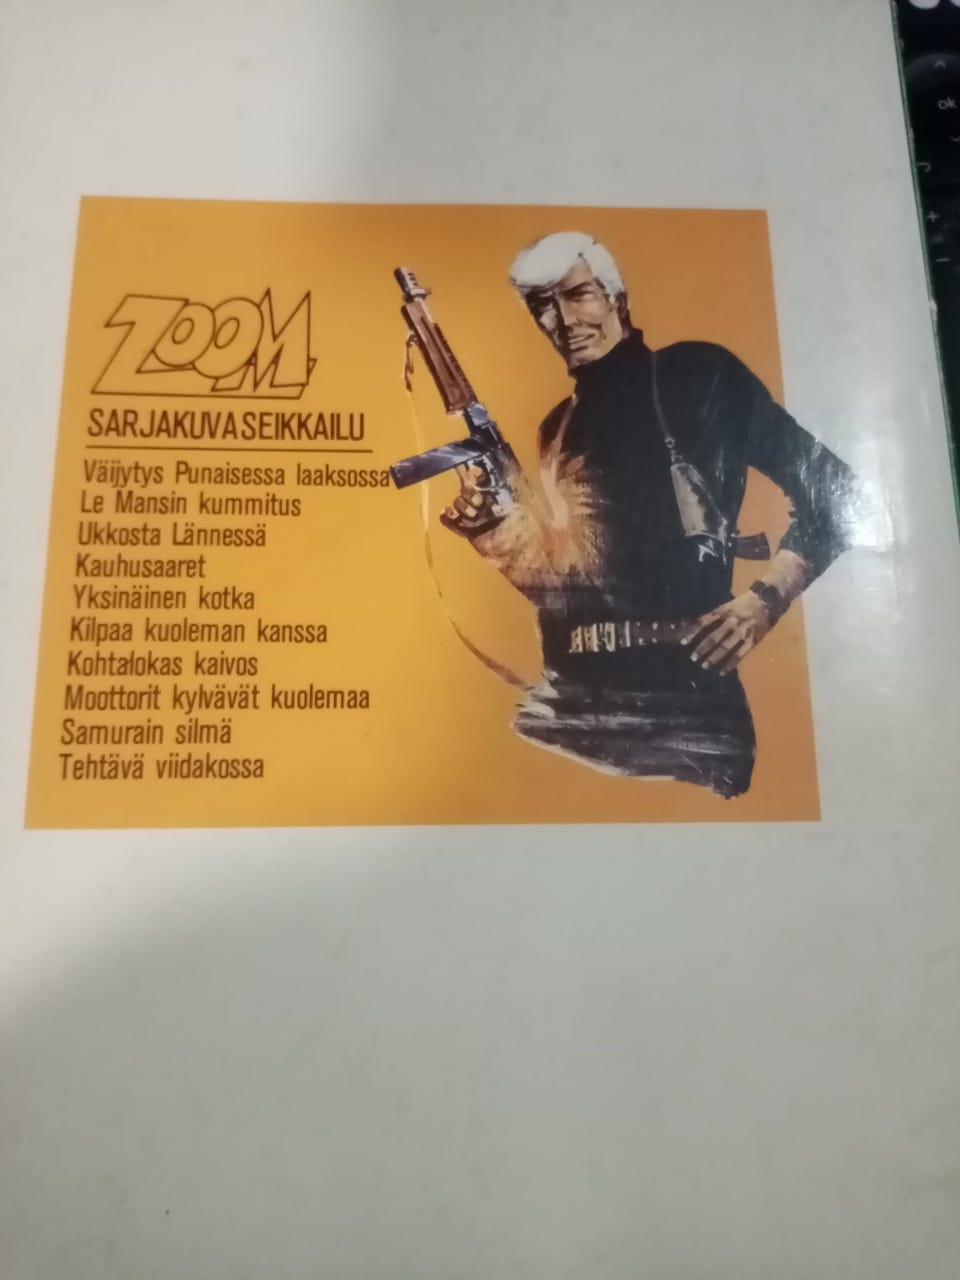 ZOOM
SARJAKUVASEIKKAILU
Väijytys Punaisessa laaksossa
Le Mansin kummitus
Ukkosta Lännessä
Kauhusaaret
Yksinäinen kotka
Kilpaa kuoleman kanssa
Kohtalokas kaivos
Moottorit kylvävät kuolemaa
Samurain silmä
Tehtävä viidakossa
ok